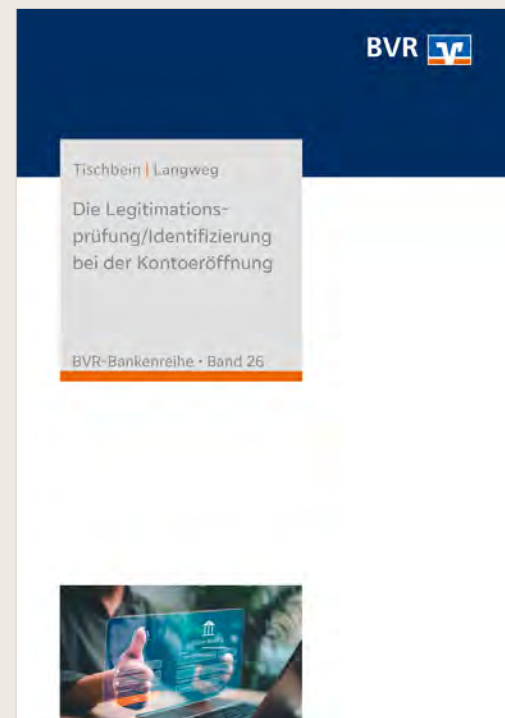 BVR
Tischbein | Langweg
Die Legitimations-
prüfung/Identifizierung
bei der Kontoeröffnung
BVR-Bankenreihe • Band 26